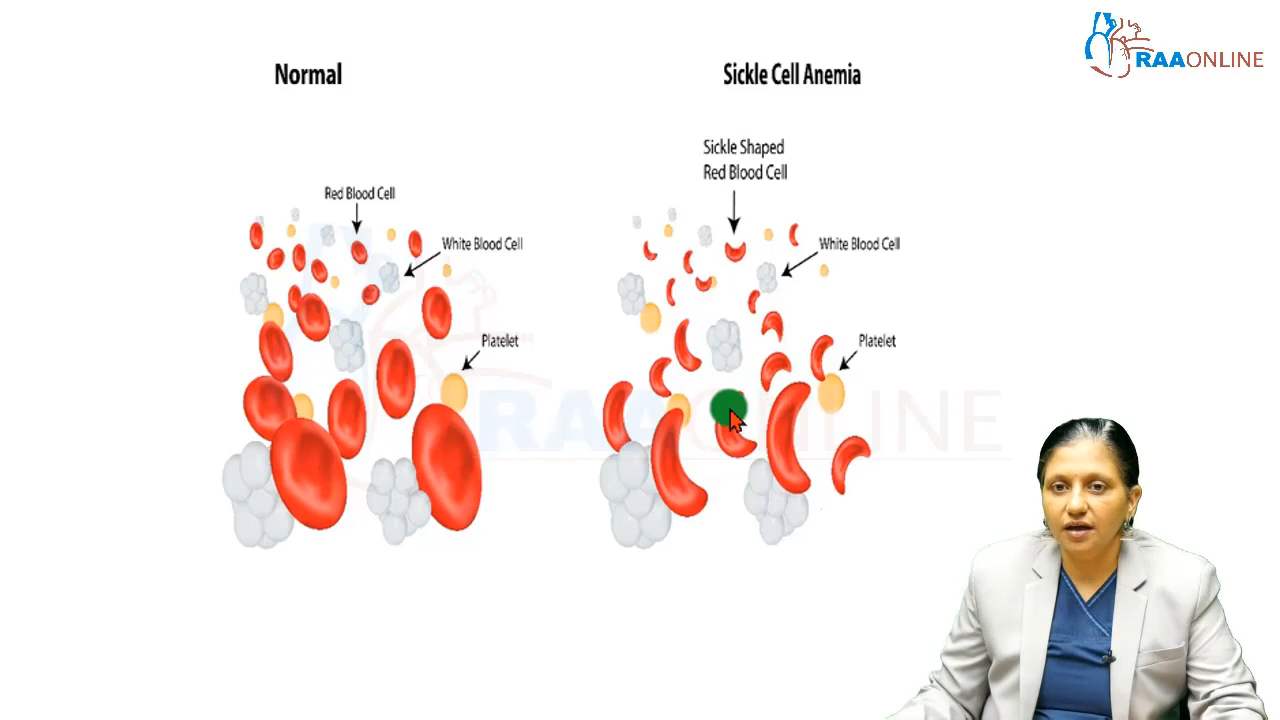 RAAONLINE
Normal
Sickle Cell Anemia
Sickle Shaped
Red Blood Cell
Red Blood Cell
White Blood Cell
White Blood Cell
Platelet
Platelet
RAAONLINE